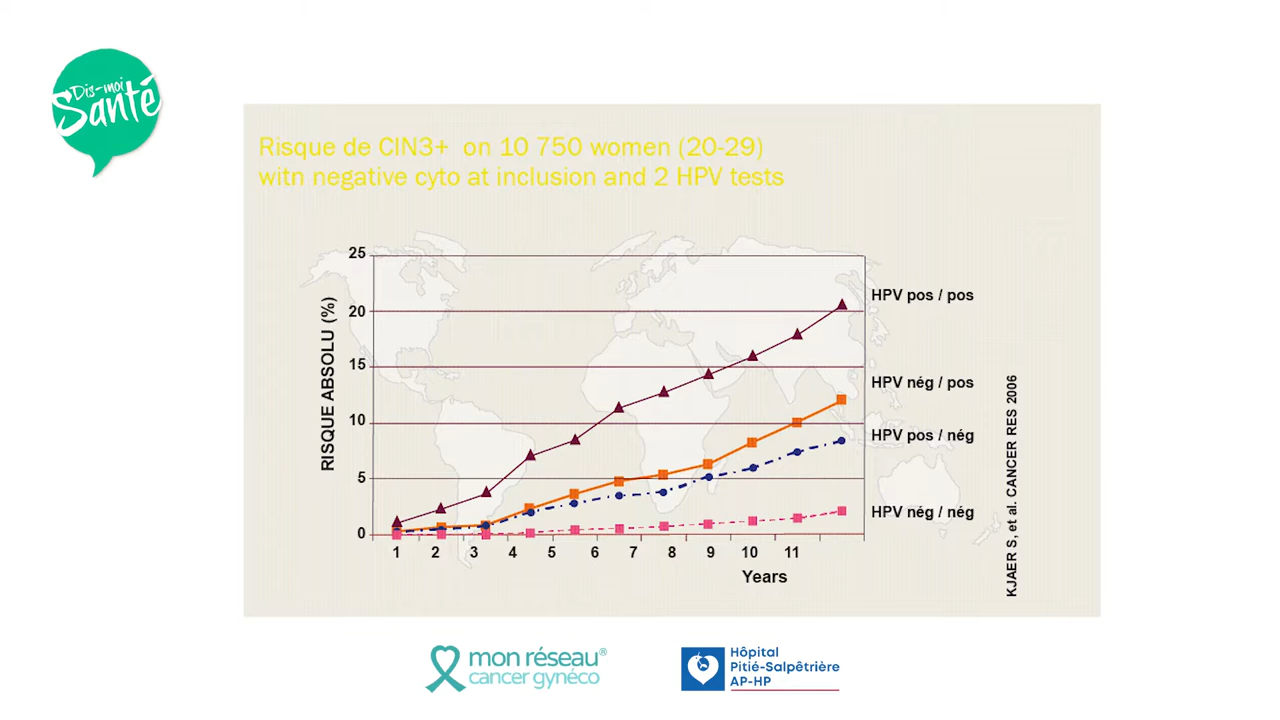 Dis-moi
Santé
Risque de CIN3+ on 10 750 women (20-29)
witn negative cyto at inclusion and 2 HPV tests
RISQUE ABSOLU (%)
25
20
15
10
5
0
1 2 3 4 5 6 7 8 9 10 11
Years
HPV pos / pos
HPV nég / pos
HPV pos / nég
HPV nég / nég
KJAER S, et al. CANCER RES 2006
mon réseau®
cancer gynéco
Hôpital
Pitié-Salpêtrière
AP-HP